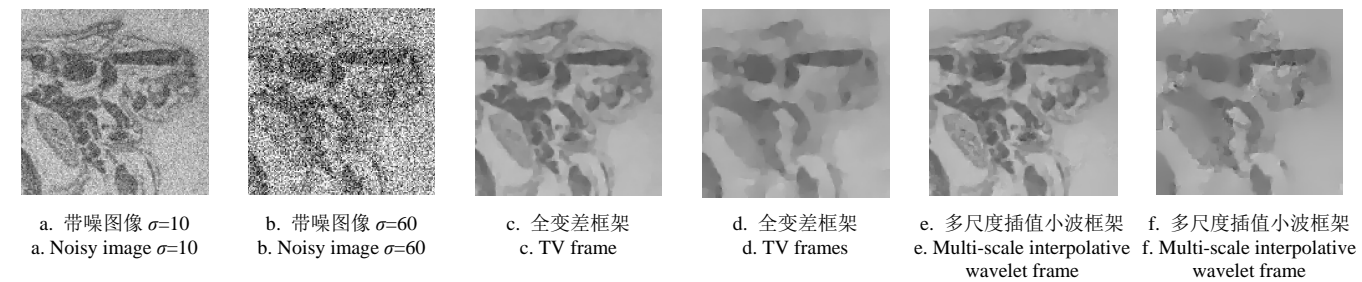 a. 带噪图像 σ=10
a. Noisy image σ=10
b. 带噪图像 σ=60
b. Noisy image σ=60
c. 全变差框架
c. TV frame
d. 全变差框架
d. TV frames
e. 多尺度插值小波框架
e. Multi-scale interpolative
wavelet frame
f. 多尺度插值小波框架
f. Multi-scale interpolative
wavelet frame